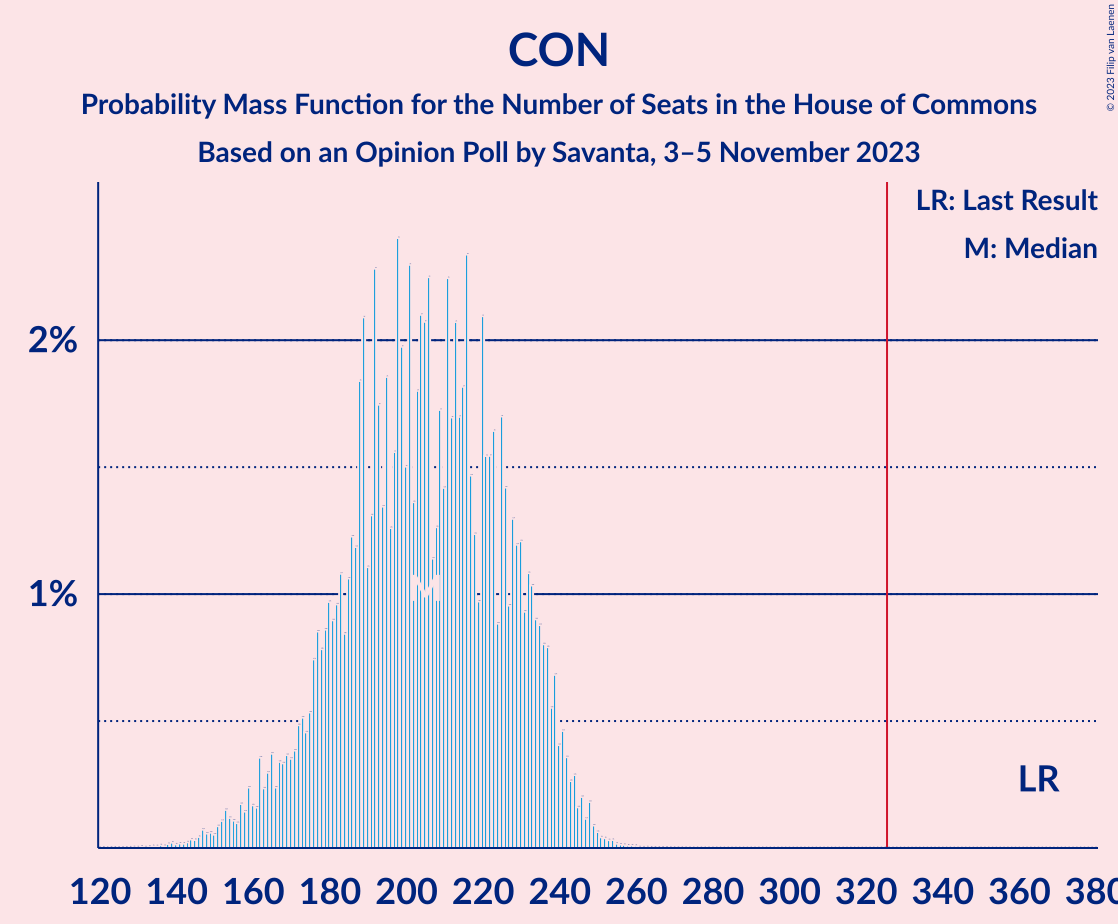 CON
Probability Mass Function for the Number of Seats in the House of Commons
Based on an Opinion Poll by Savanta, 3–5 November 2023
© 2023 Filip van Laenen
LR: Last Result
M: Median
2%
1%
M
LR
120 140 160 180 200 220 240 260 280 300 320 340 360 380